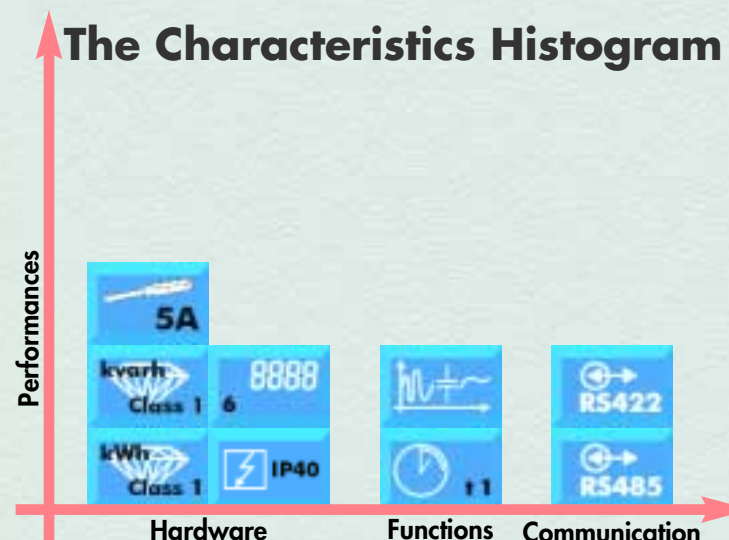 The Characteristics Histogram
Performances
5A
kvarh
Class 1
8888
6
RS422
kWh
Class 1
IP40
t1
RS485
Hardware
Functions
Communication